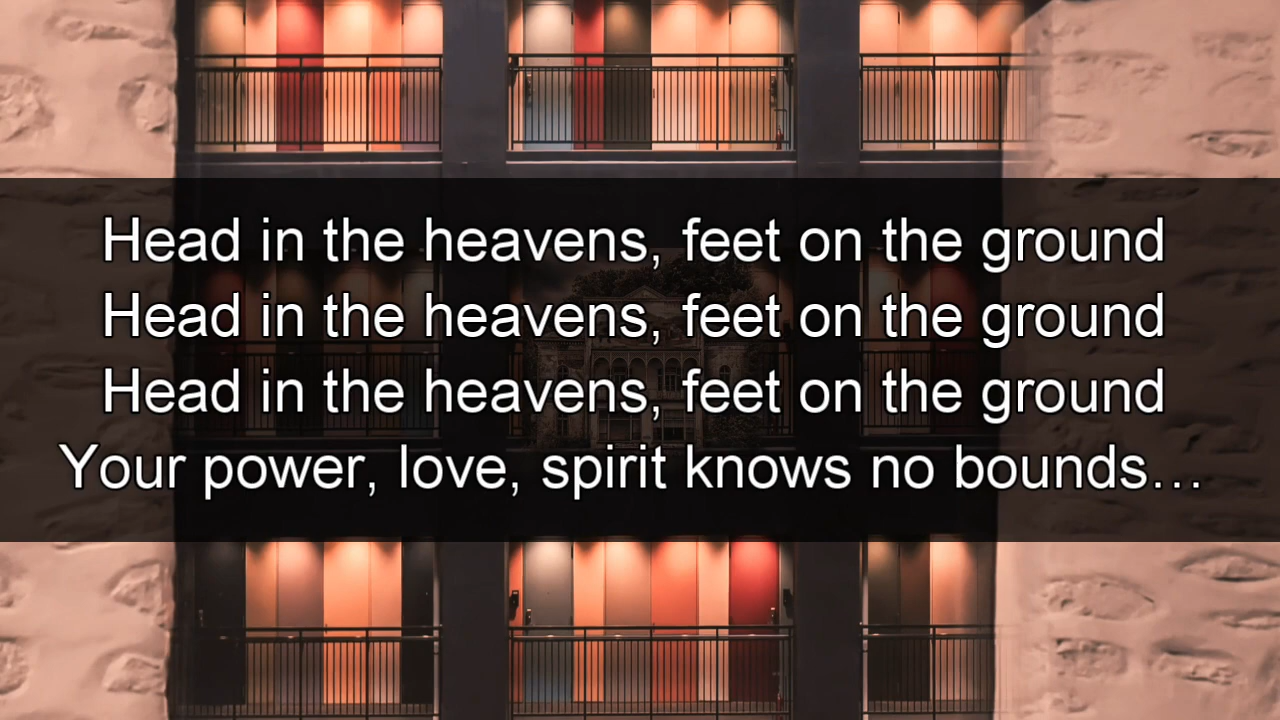 Head in the heavens, feet on the ground
Head in the heavens, feet on the ground
Head in the heavens, feet on the ground
Your power, love, spirit knows no bounds…